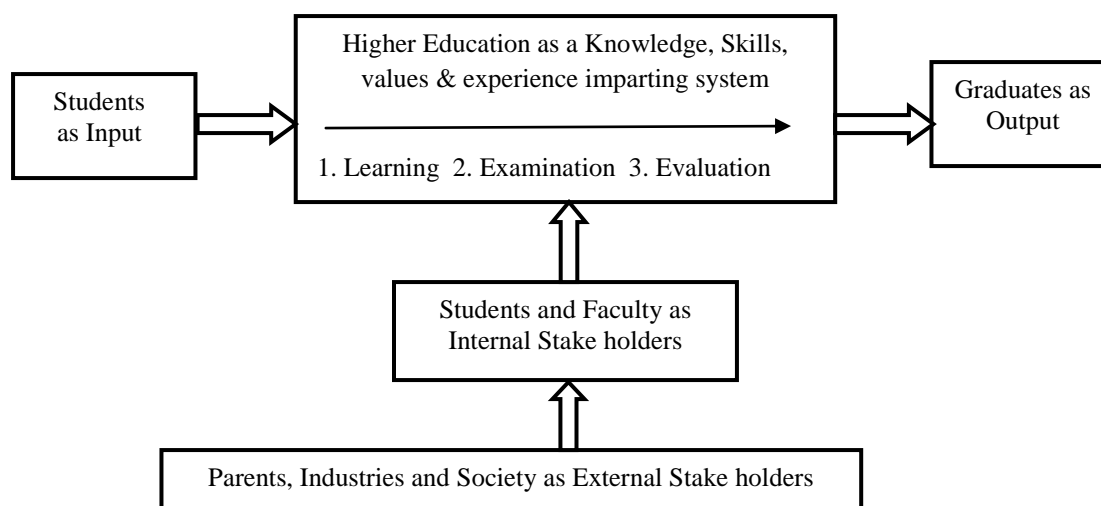 Students
as Input
Higher Education as a Knowledge, Skills,
values & experience imparting system
1. Learning 2. Examination 3. Evaluation
Graduates as
Output
Students and Faculty as
Internal Stake holders
Parents, Industries and Society as External Stake holders